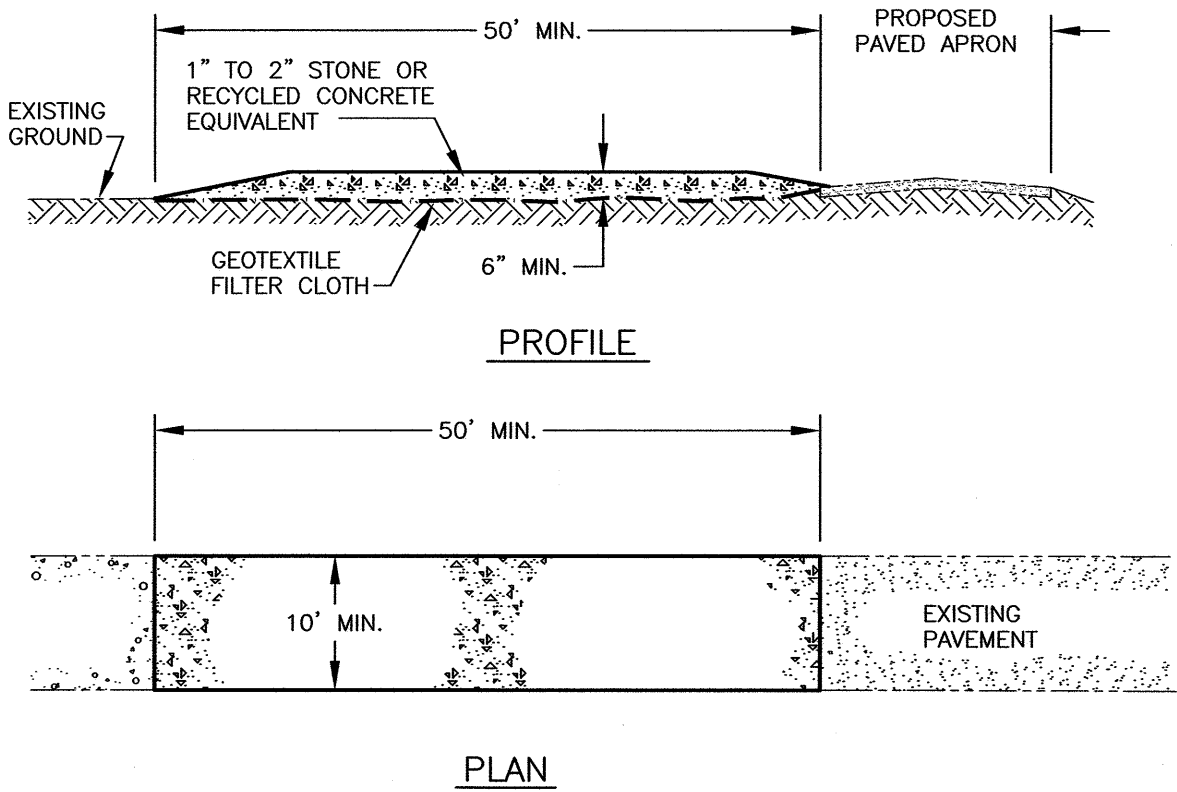 50' MIN.
PROPOSED
PAVED APRON
1" TO 2" STONE OR
RECYCLED CONCRETE
EQUIVALENT
EXISTING
GROUND
GEOTEXTILE
FILTER CLOTH
6" MIN.
PROFILE
50' MIN.
10' MIN.
EXISTING
PAVEMENT
PLAN